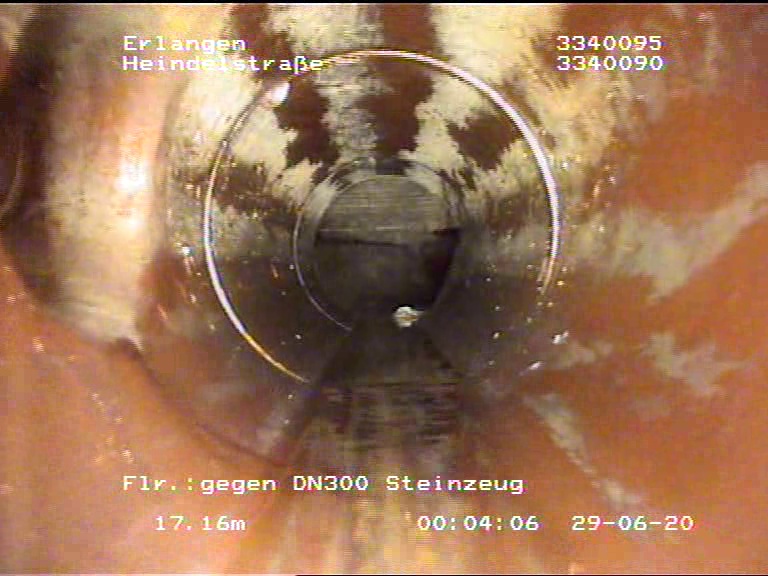 Erlangen 3340095
Heindelstraße 3340090
Flr.:gegen DN300 Steinzeug
17.16m 00:04:06 29-06-20